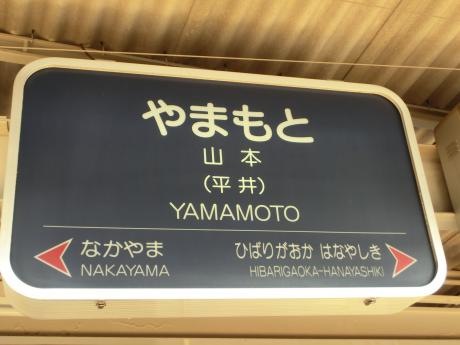 やまもと
山本
(平井)
YAMAMOTO
なかやま
NAKAYAMA
ひばりがおか はなやしき
HIBARIGAOKA-HANAYASHIKI